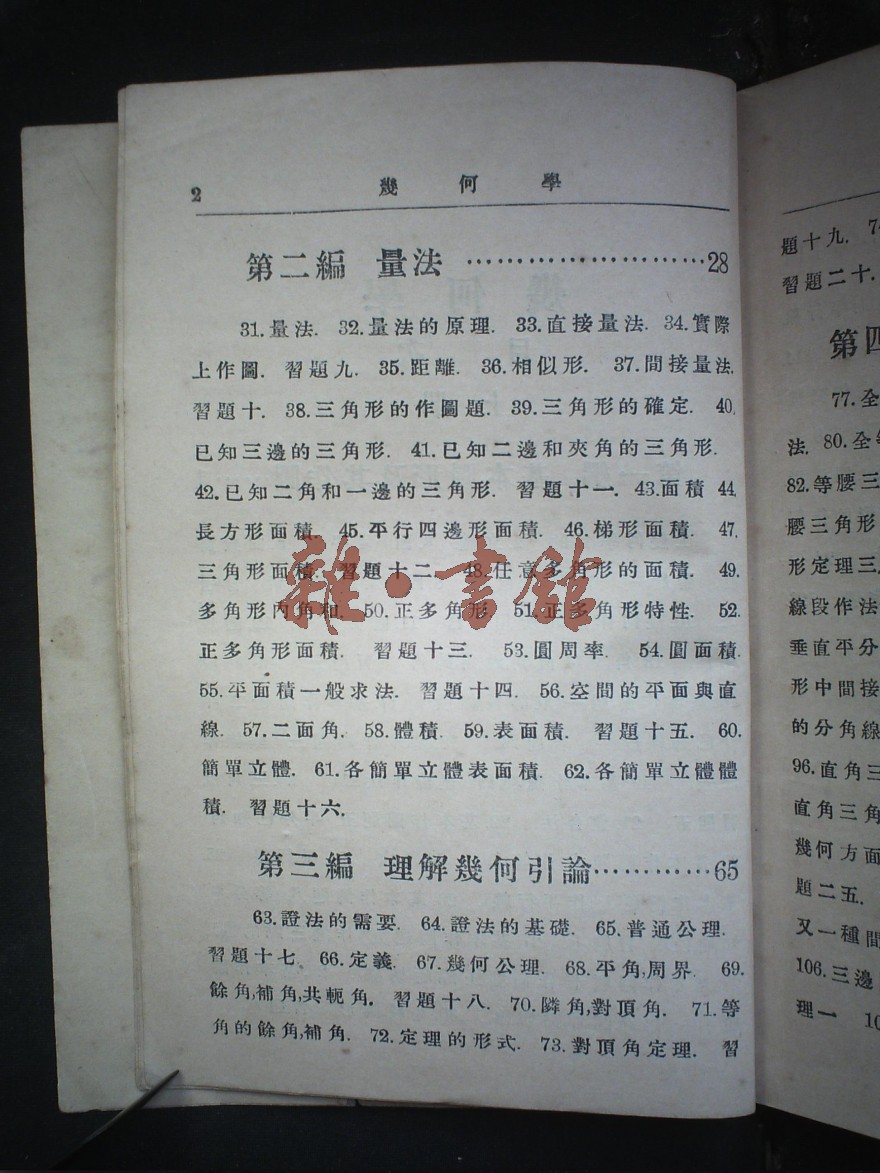 2 幾何學
第二編 量法 ························28
31.量法. 32.量法的原理. 33.直接量法. 34.實際
上作圖. 習題九. 35.距離. 36.相似形. 37.間接量法.
習題十. 38.三角形的作圖題. 39.三角形的確定. 40.
已知三邊的三角形. 41.已知二邊和夾角的三角形.
42.已知二角和一邊的三角形. 習題十一. 43.面積 44.
長方形面積. 45.平行四邊形面積. 46.梯形面積. 47.
三角形面積. 習題十二. 48.任意多角形的面積. 49.
多角形內角和. 50.正多角形. 51.正多角形特性. 52.
正多角形面積. 習題十三. 53.圓周率. 54.圓面積.
55.平面積一般求法. 習題十四. 56.空間的平面與直
線. 57.二面角. 58.體積. 59.表面積. 習題十五. 60.
簡單立體. 61.各簡單立體表面積. 62.各簡單立體體
積. 習題十六.
第三編 理解幾何引論············65
63.證法的需要. 64.證法的基礎. 65.普通公理.
習題十七. 66.定義. 67.幾何公理. 68.平角,周界. 69.
餘角,補角,共軛角. 習題十八. 70.隣角,對頂角. 71.等
角的餘角,補角. 72.定理的形式. 73.對頂角定理. 習
雜·書館
題十九. 74
習題二十.
第四
77.全
法. 80.全等
82.等腰三
腰三角形
形定理三.
線段作法
垂直平分
形中間接
的分角線
96.直角三
直角三角
幾何方面
題二五.
又一種間
106.三邊
理一 10